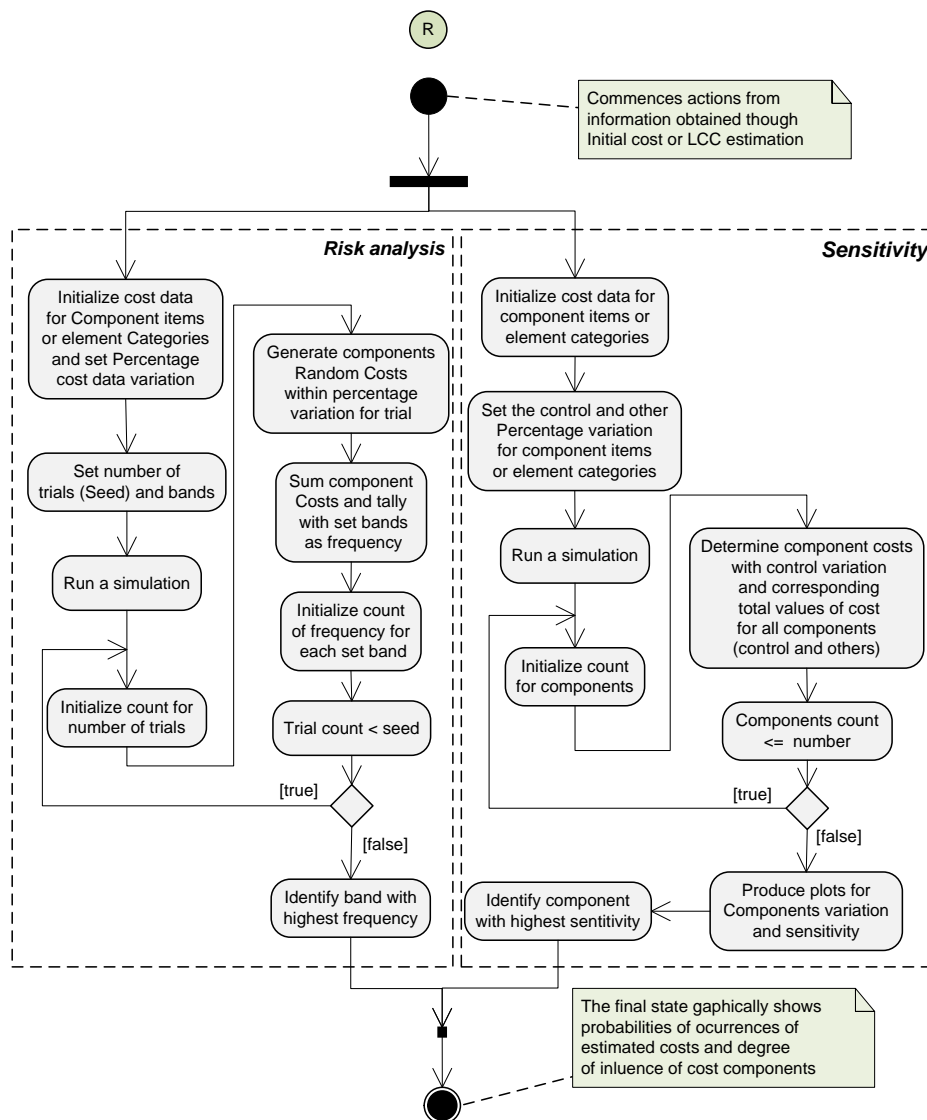 R
Commences actions from
information obtained though
Initial cost or LCC estimation
Risk analysis
Initialize cost data
for Component items
or element Categories
and set Percentage
cost data variation
Set number of
trials (Seed) and bands
Run a simulation
Initialize count for
number of trials
Generate components
Random Costs
within percentage
variation for trial
Sum component
Costs and tally
with set bands
as frequency
Initialize count
of frequency for
each set band
Trial count < seed
[true]
[false]
Identify band with
highest frequency
Sensitivity
Initialize cost data for
component items or
element categories
Set the control and other
Percentage variation
for component items
or element categories
Run a simulation
Initialize count
for components
Determine component costs
with control variation
and corresponding
total values of cost
for all components
(control and others)
Components count
<= number
[true]
[false]
Produce plots for
Components variation
and sensitivity
Identify component
with highest sentitivity
The final state gaphically shows
probabilities of ocurrences of
estimated costs and degree
of inluence of cost components